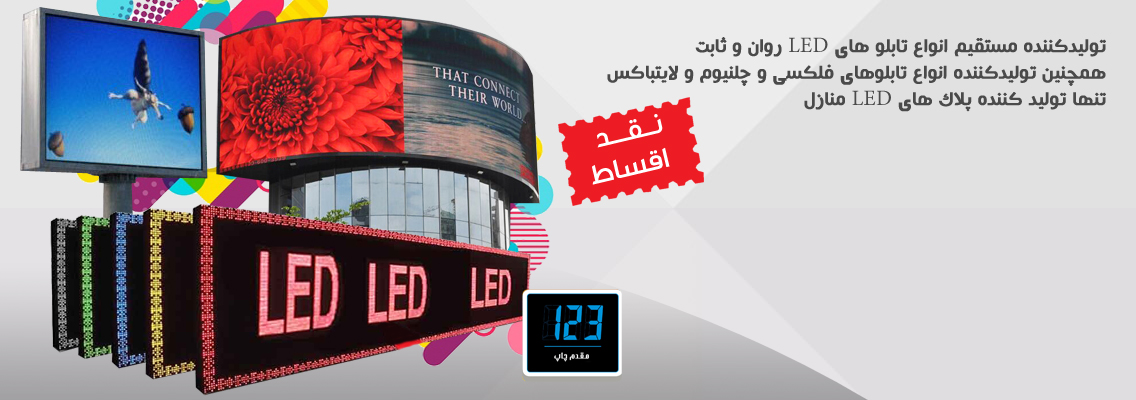 تولیدکننده مستقیم انواع تابلو های LED روان و ثابت
همچنین تولیدکننده انواع تابلوهای فلکسی و چلنیوم و لایتباکس
تنها تولید کننده پلاک های LED منازل
نقد
اقساط
THAT CONNECT
THEIR WORLD
LED LED LED
123
مقدم چاپ